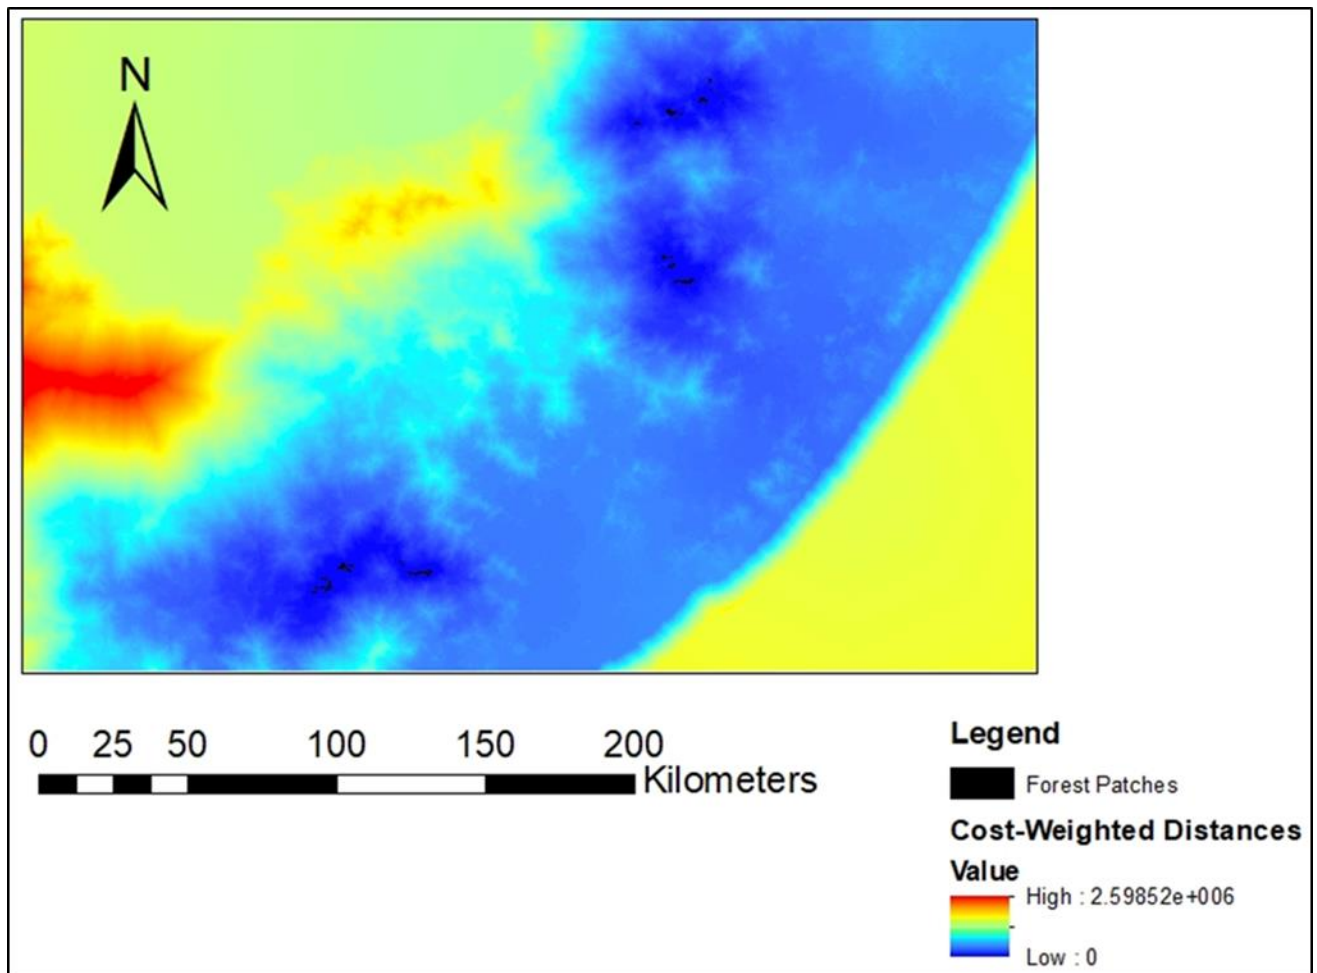 N
0 25 50 100 150 200
Kilometers
Legend
Forest Patches
Cost-Weighted Distances
Value
High : 2.59852e+006
Low : 0